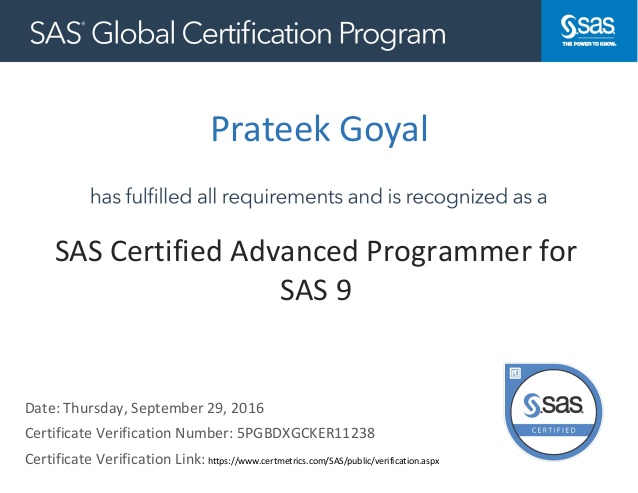 SAS® Global Certification Program
sas
THE POWER TO KNOW.
Prateek Goyal
has fulfilled all requirements and is recognized as a
SAS Certified Advanced Programmer for
SAS 9
sas
CERTIFIED
Date: Thursday, September 29, 2016
Certificate Verification Number: 5PGBDXGCKER11238
Certificate Verification Link: https://www.certmetrics.com/SAS/public/verification.aspx